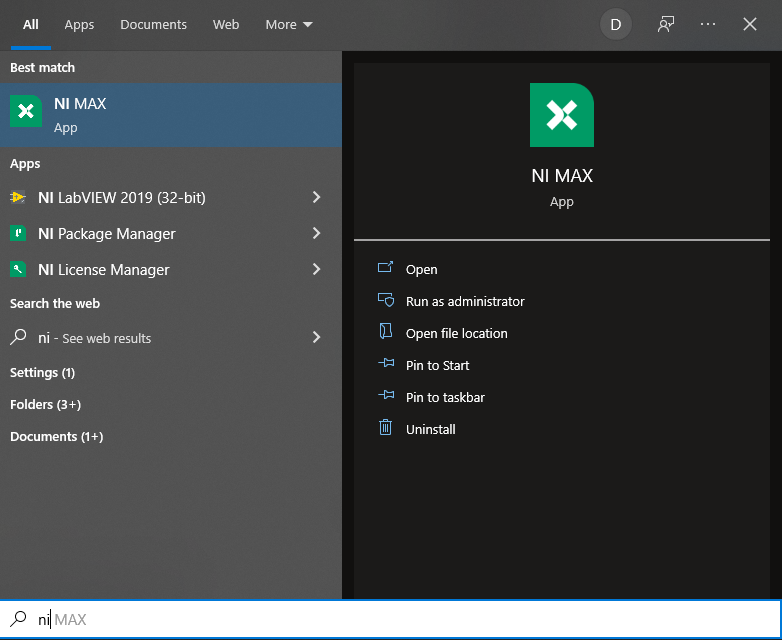 All Apps Documents Web More D
Best match
NI MAX
App
Apps
NI LabVIEW 2019 (32-bit)
NI Package Manager
NI License Manager
Search the web
ni - See web results
Settings (1)
Folders (3+)
Documents (1+)
NI MAX
App
Open
Run as administrator
Open file location
Pin to Start
Pin to taskbar
Uninstall
ni MAX